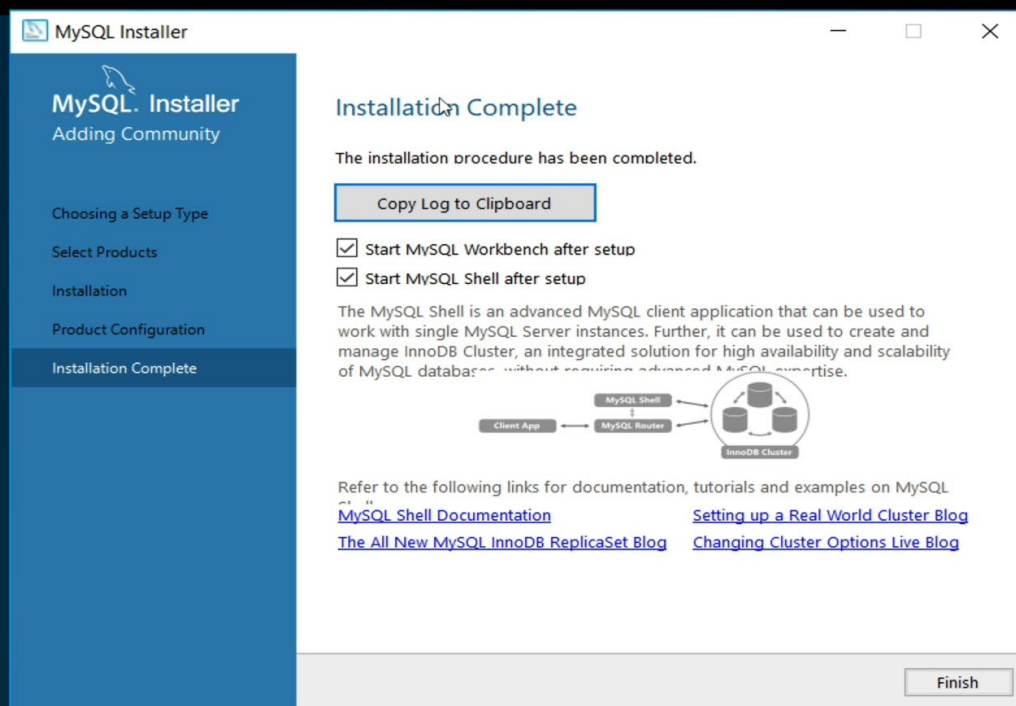 MySQL Installer
MySQL. Installer
Adding Community
Choosing a Setup Type
Select Products
Installation
Product Configuration
Installation Complete
Installation Complete
The installation procedure has been completed.
Copy Log to Clipboard
Start MySQL Workbench after setup
Start MySQL Shell after setup
The MySQL Shell is an advanced MySQL client application that can be used to
work with single MySQL Server instances. Further, it can be used to create and
manage InnoDB Cluster, an integrated solution for high availability and scalability
of MySQL databases, without requiring advanced MySQL expertise.
MySQL Shell
Client App
MySQL Router
InnoDB Cluster
Refer to the following links for documentation, tutorials and examples on MySQL
MySQL Shell Documentation
Setting up a Real World Cluster Blog
The All New MySQL InnoDB ReplicaSet Blog
Changing Cluster Options Live Blog
Finish